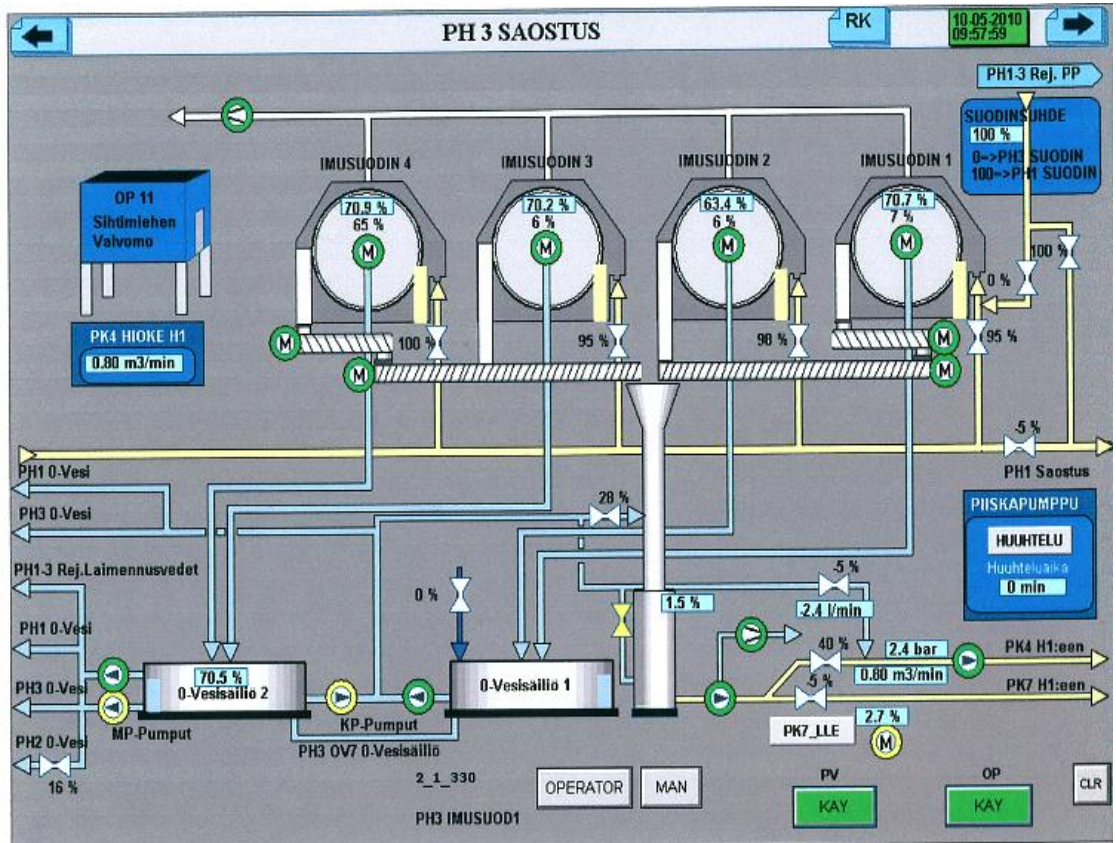 PH 3 SAOSTUS
RK
10-05-2010
09:57:59
PH1-3 Rej. PP
SUODINSUHDE
100 %
0->PH3 SUODIN
100->PH1 SUODIN
IMUSUODIN 4
IMUSUODIN 3
IMUSUODIN 2
IMUSUODIN 1
OP 11
Sihtimiehen
Valvomo
70.9 %
65 %
M
70.2 %
6 %
M
63.4 %
6 %
M
70.7 %
7 %
M
100 %
0 %
PK4 HIOKE H1
0.80 m3/min
M
100 %
95 %
98 %
M
95 %
M
M
-5 %
PH1 Saostus
PH1 0-Vesi
PH3 0-Vesi
28 %
PIISKAPUMPPU
HUUHTELU
Huuhteluaika
0 min
PH1-3 Rej.Laimennusvedet
0 %
-5 %
1.5 %
-2.4 l/min
PH1 0-Vesi
40 %
2.4 bar
PK4 H1:een
0.80 m3/min
70.5 %
0-Vesisäiliö 2
0-Vesisäiliö 1
PH3 0-Vesi
-5 %
PK7 H1:een
MP-Pumput
KP-Pumput
PK7_LLE
2.7 %
M
PH2 0-Vesi
PH3 OV7 0-Vesisäiliö
16 %
2_1_330
OPERATOR
MAN
PV
OP
KAY
KAY
CLR
PH3 IMUSUOD1